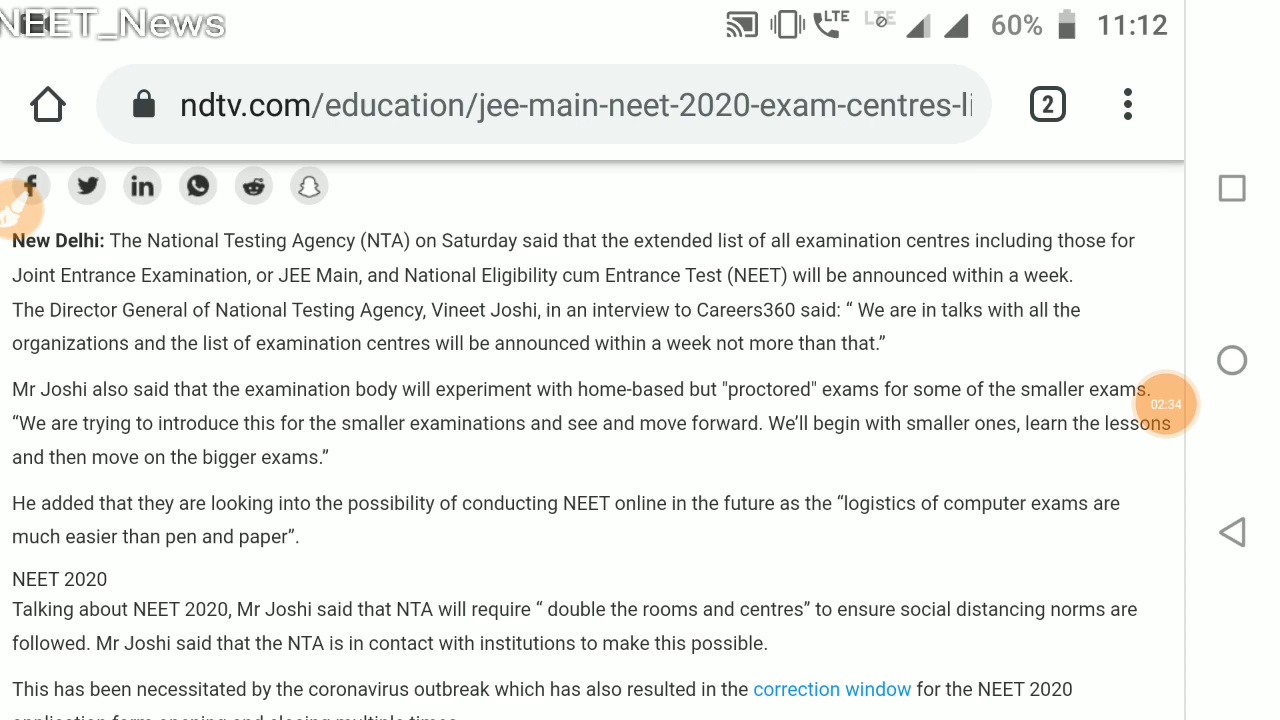 NEET_News
LTE LTE 60% 11:12
ndtv.com/education/jee-main-neet-2020-exam-centres-li
2
New Delhi: The National Testing Agency (NTA) on Saturday said that the extended list of all examination centres including those for
Joint Entrance Examination, or JEE Main, and National Eligibility cum Entrance Test (NEET) will be announced within a week.
The Director General of National Testing Agency, Vineet Joshi, in an interview to Careers360 said: “ We are in talks with all the
organizations and the list of examination centres will be announced within a week not more than that.”
Mr Joshi also said that the examination body will experiment with home-based but "proctored" exams for some of the smaller exams.
02:34
“We are trying to introduce this for the smaller examinations and see and move forward. We’ll begin with smaller ones, learn the lessons
and then move on the bigger exams.”
He added that they are looking into the possibility of conducting NEET online in the future as the “logistics of computer exams are
much easier than pen and paper”.
NEET 2020
Talking about NEET 2020, Mr Joshi said that NTA will require “ double the rooms and centres” to ensure social distancing norms are
followed. Mr Joshi said that the NTA is in contact with institutions to make this possible.
This has been necessitated by the coronavirus outbreak which has also resulted in the correction window for the NEET 2020
application form opening and closing multiple times